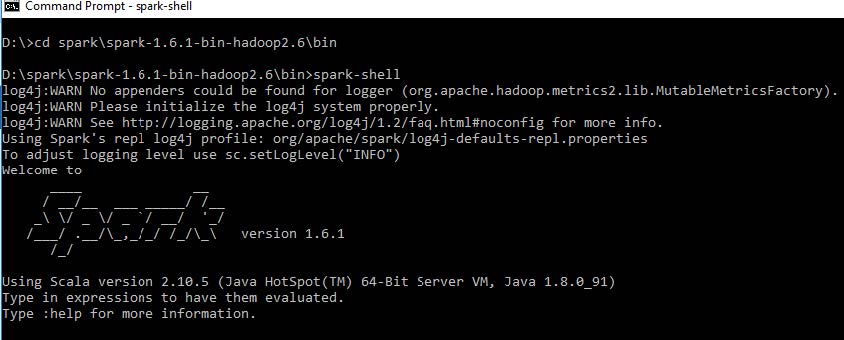 Command Prompt - spark-shell
D:\>cd spark\spark-1.6.1-bin-hadoop2.6\bin
D:\spark\spark-1.6.1-bin-hadoop2.6\bin>spark-shell
log4j:WARN No appenders could be found for logger (org.apache.hadoop.metrics2.lib.MutableMetricsFactory).
log4j:WARN Please initialize the log4j system properly.
log4j:WARN See http://logging.apache.org/log4j/1.2/faq.html#noconfig for more info.
Using Spark's repl log4j profile: org/apache/spark/log4j-defaults-repl.properties
To adjust logging level use sc.setLogLevel("INFO")
Welcome to
      ____              __
     / __/__  ___ _____/ /__
    _\ \/ _ \/ _ `/ __/  '_/
   /___/ .__/\_,_/_/ /_/\_\   version 1.6.1
      /_/
Using Scala version 2.10.5 (Java HotSpot(TM) 64-Bit Server VM, Java 1.8.0_91)
Type in expressions to have them evaluated.
Type :help for more information.